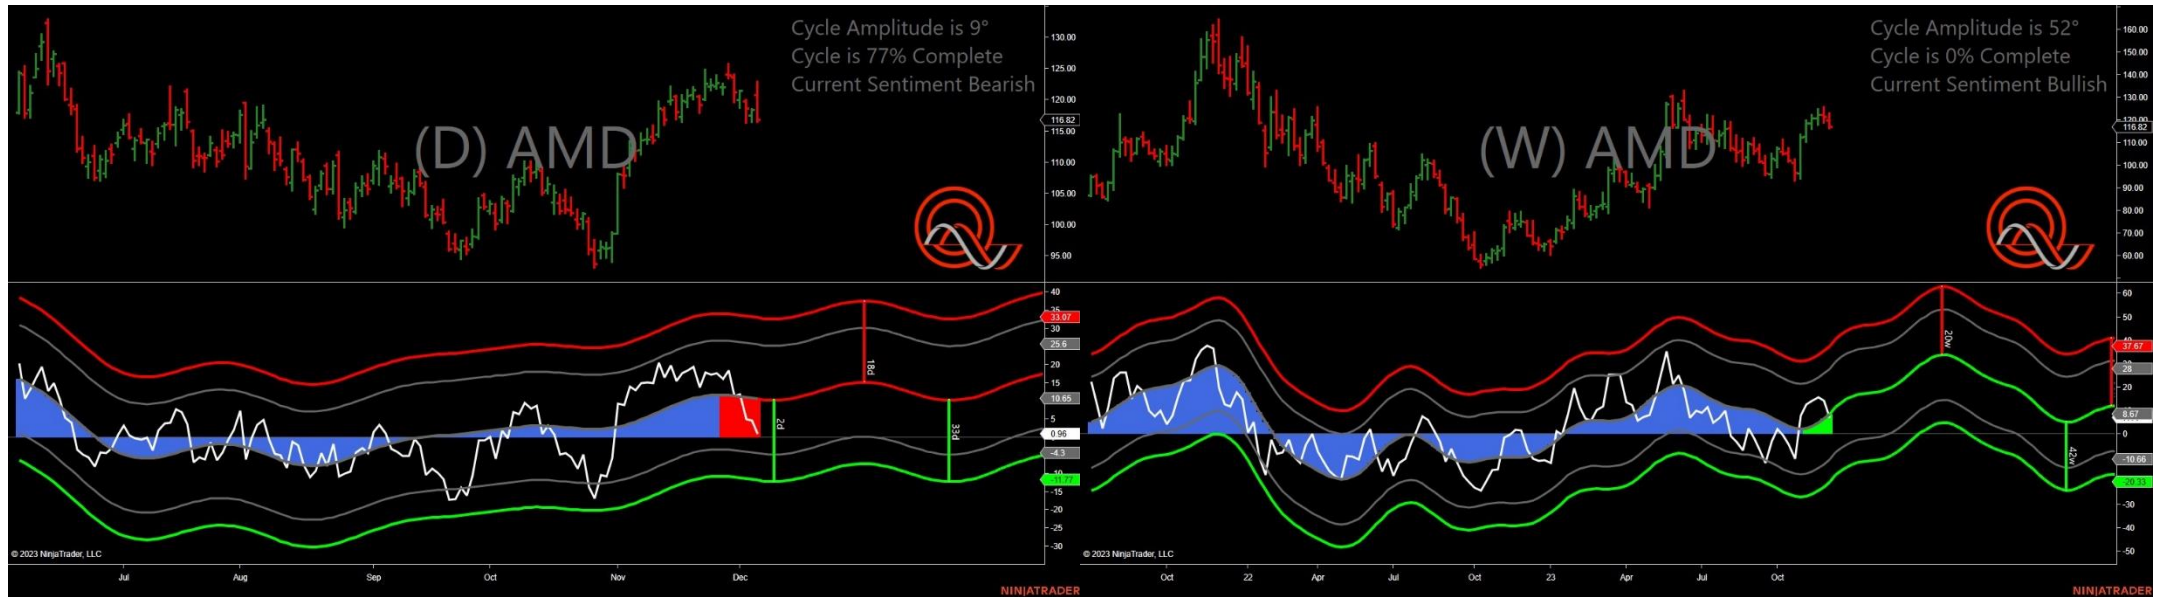 Cycle Amplitude is 9°
Cycle is 77% Complete
Current Sentiment Bearish
(D) AMD
130.00
125.00
120.00
116.82
115.00
110.00
105.00
100.00
95.00
40
33.07
30
25.6
20
15
10.65
5
0.96
-4.3
-10
-11.77
-15
-20
-25
-30
18d
2d
33d
© 2023 NinjaTrader, LLC
Jul Aug Sep Oct Nov Dec
NINJATRADER
Cycle Amplitude is 52°
Cycle is 0% Complete
Current Sentiment Bullish
(W) AMD
160.00
150.00
140.00
130.00
120.00
116.82
110.00
100.00
90.00
80.00
70.00
60.00
60
50
37.67
28
20
8.67
0
-10.66
-20.33
-30
-40
-50
20w
42w
© 2023 NinjaTrader, LLC
Oct 22 Apr Jul Oct 23 Apr Jul Oct
NINJATRADER